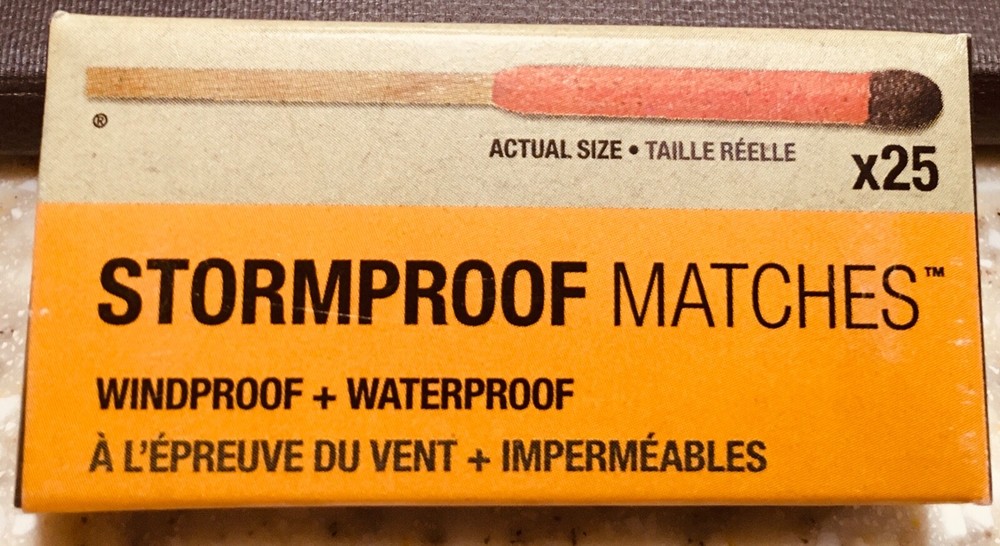 ®
ACTUAL SIZE • TAILLE RÉELLE
x25
STORMPROOF MATCHES™
WINDPROOF + WATERPROOF
À L'ÉPREUVE DU VENT + IMPERMÉABLES